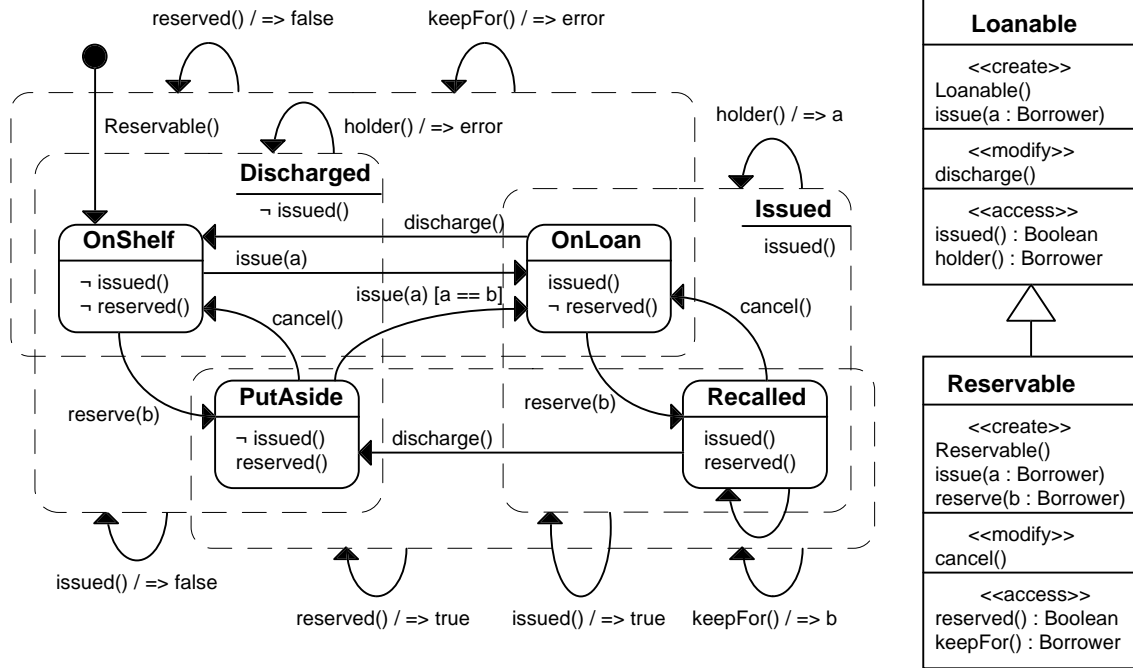 reserved() / => false
keepFor() / => error
Reservable()
holder() / => error
holder() / => a
Discharged
¬ issued()
Issued
issued()
OnShelf
¬ issued()
¬ reserved()
discharge()
issue(a)
issue(a) [a == b]
cancel()
OnLoan
issued()
¬ reserved()
cancel()
reserve(b)
PutAside
¬ issued()
reserved()
discharge()
reserve(b)
Recalled
issued()
reserved()
issued() / => false
reserved() / => true
issued() / => true
keepFor() / => b
Loanable
<<create>>
Loanable()
issue(a : Borrower)
<<modify>>
discharge()
<<access>>
issued() : Boolean
holder() : Borrower
Reservable
<<create>>
Reservable()
issue(a : Borrower)
reserve(b : Borrower)
<<modify>>
cancel()
<<access>>
reserved() : Boolean
keepFor() : Borrower